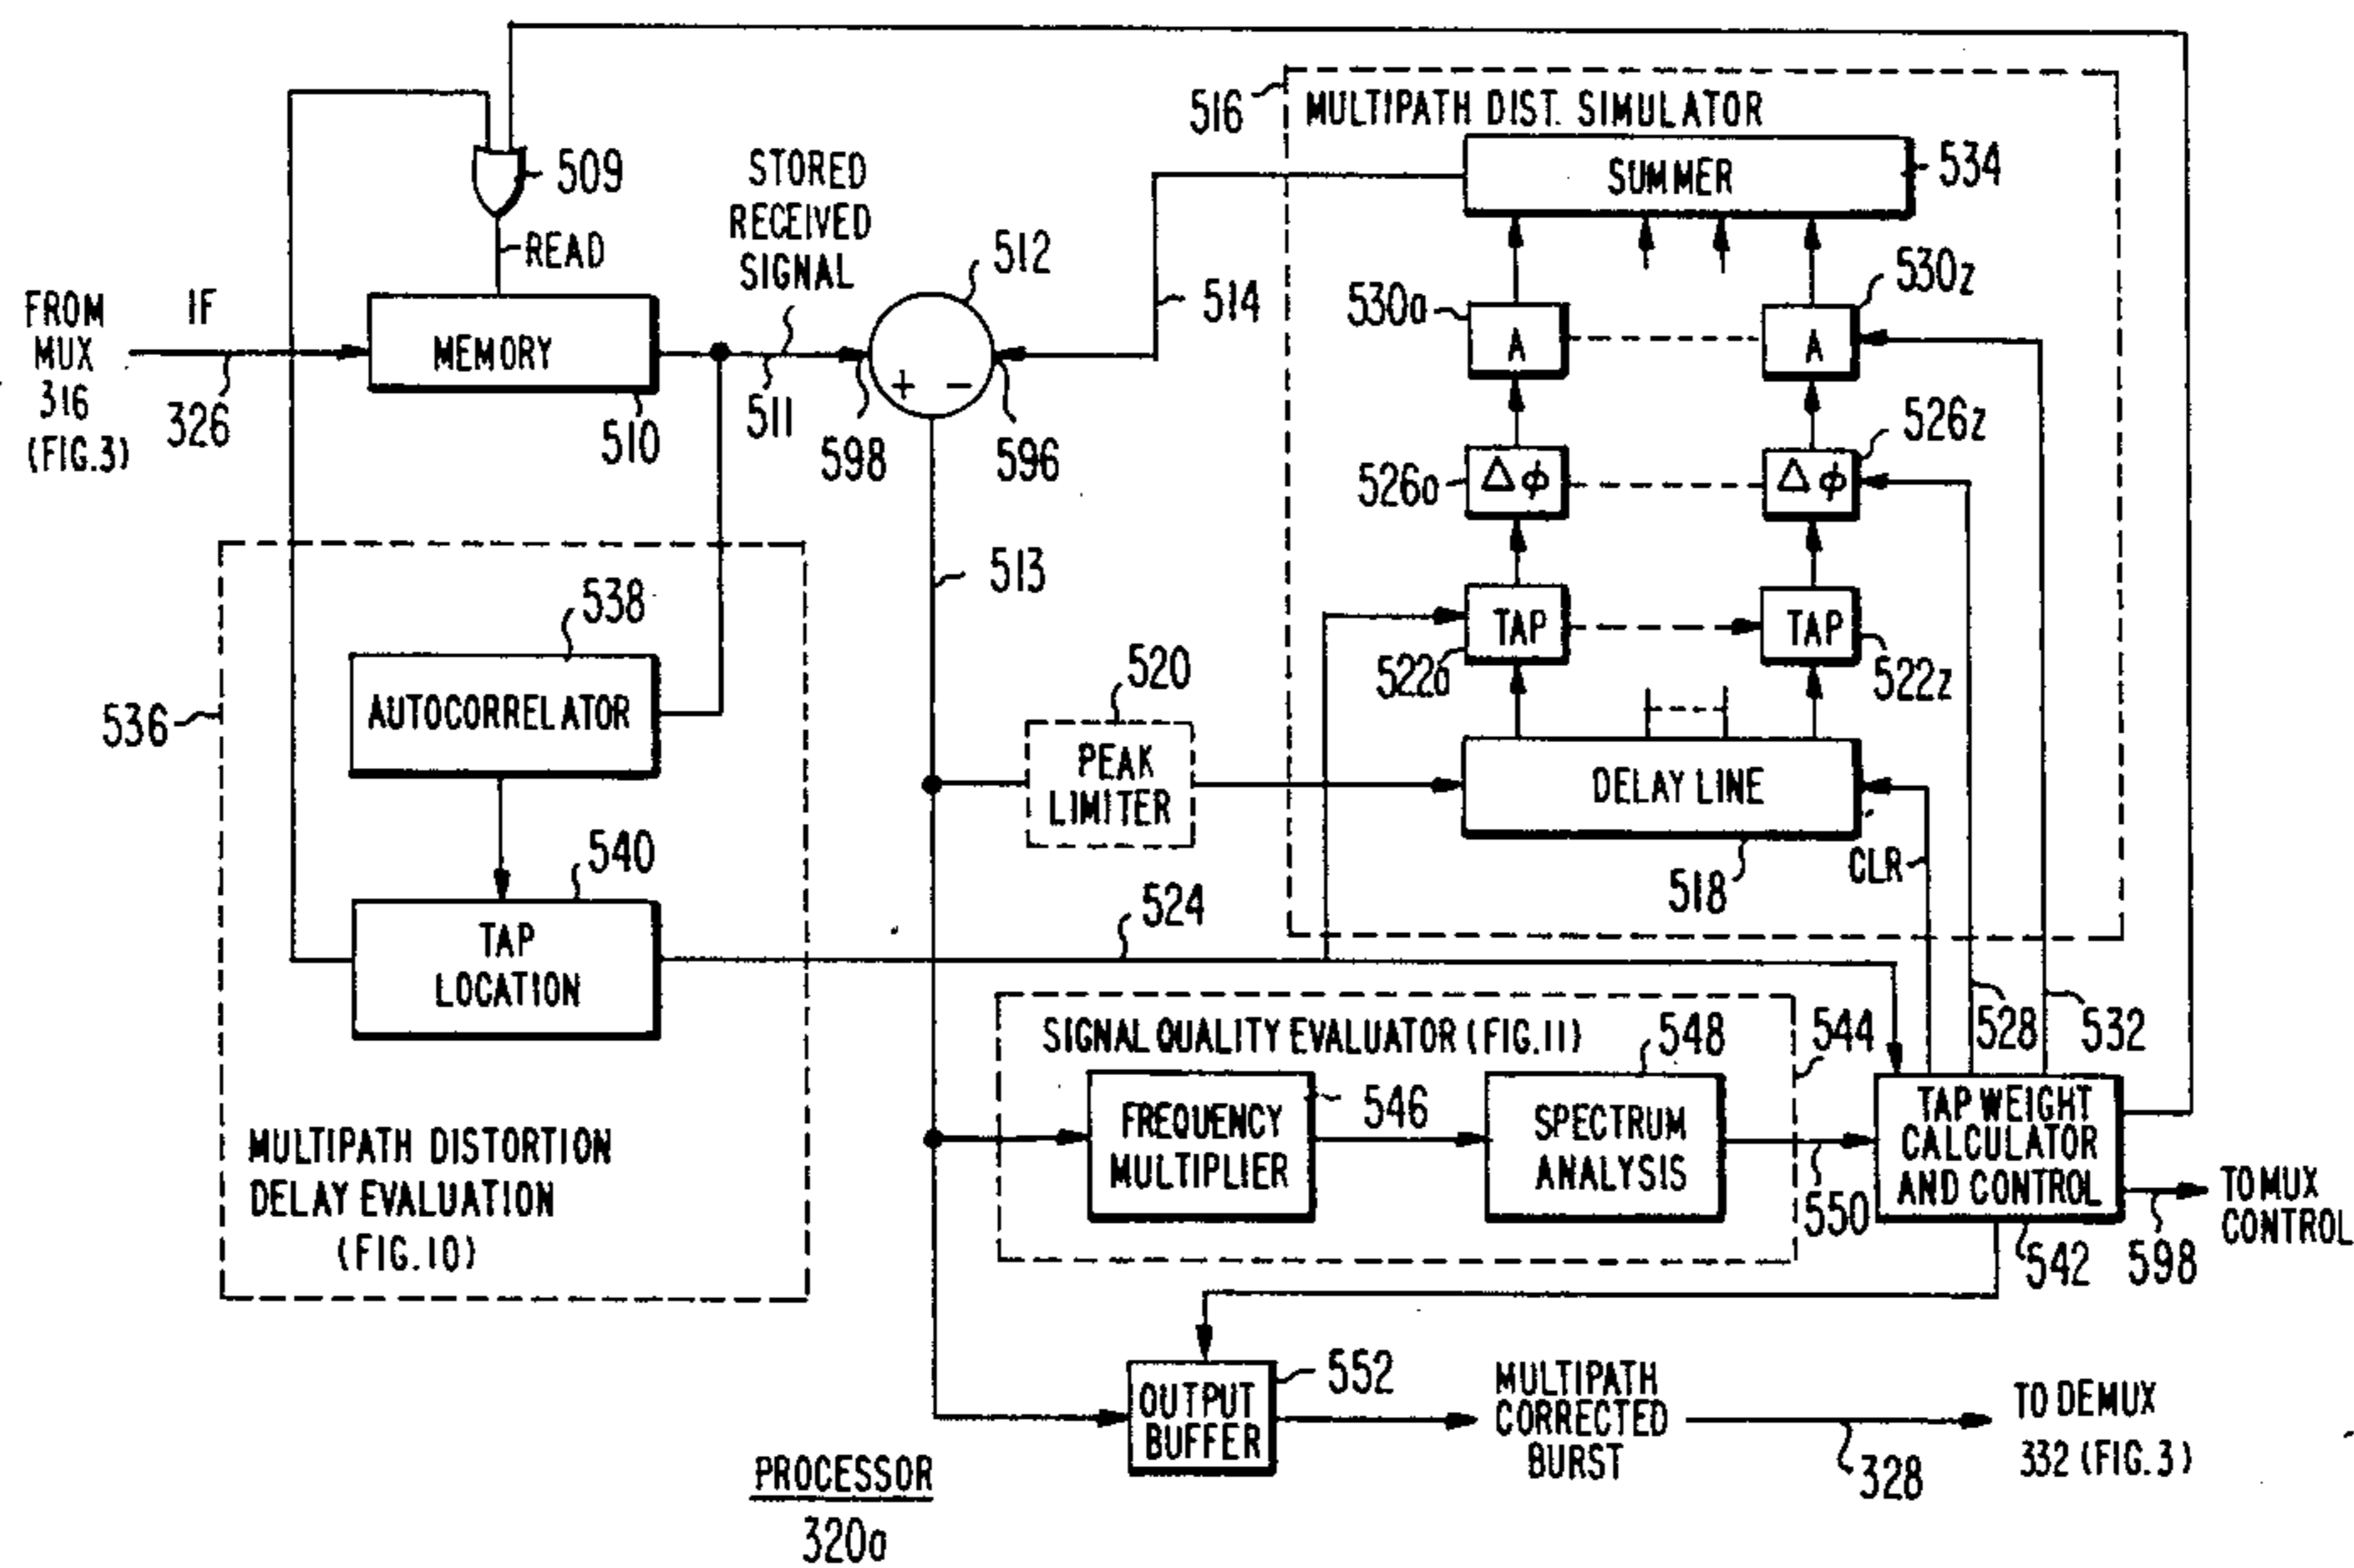 516
MULTIPATH DIST. SIMULATOR
509
STORED
RECEIVED
SIGNAL
SUMMER
534
READ
512
FROM
MUX
316
(FIG.3)
IF
326
MEMORY
510
511
598
+ −
596
514
530a
A
530z
A
526a
Δφ
526z
Δφ
513
538
AUTOCORRELATOR
536
520
PEAK
LIMITER
522a
TAP
TAP
522z
DELAY LINE
518
CLR
540
TAP
LOCATION
524
528
532
MULTIPATH DISTORTION
DELAY EVALUATION
(FIG.10)
SIGNAL QUALITY EVALUATOR (FIG.11)
544
FREQUENCY
MULTIPLIER
546
548
SPECTRUM
ANALYSIS
550
TAP WEIGHT
CALCULATOR
AND CONTROL
542
598
TO MUX
CONTROL
OUTPUT
BUFFER
552
MULTIPATH
CORRECTED
BURST
328
TO DEMUX
332 (FIG.3)
PROCESSOR
320a